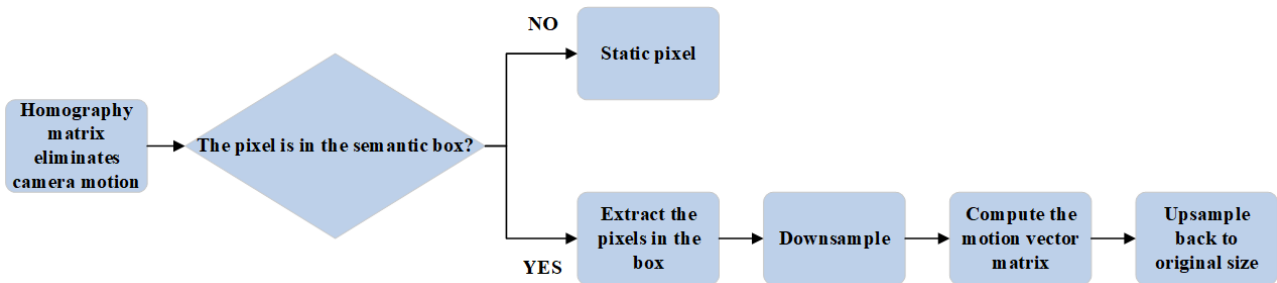 Homography
matrix
eliminates
camera motion
The pixel is in the semantic box?
NO
Static pixel
YES
Extract the
pixels in the
box
Downsample
Compute the
motion vector
matrix
Upsample
back to
original size